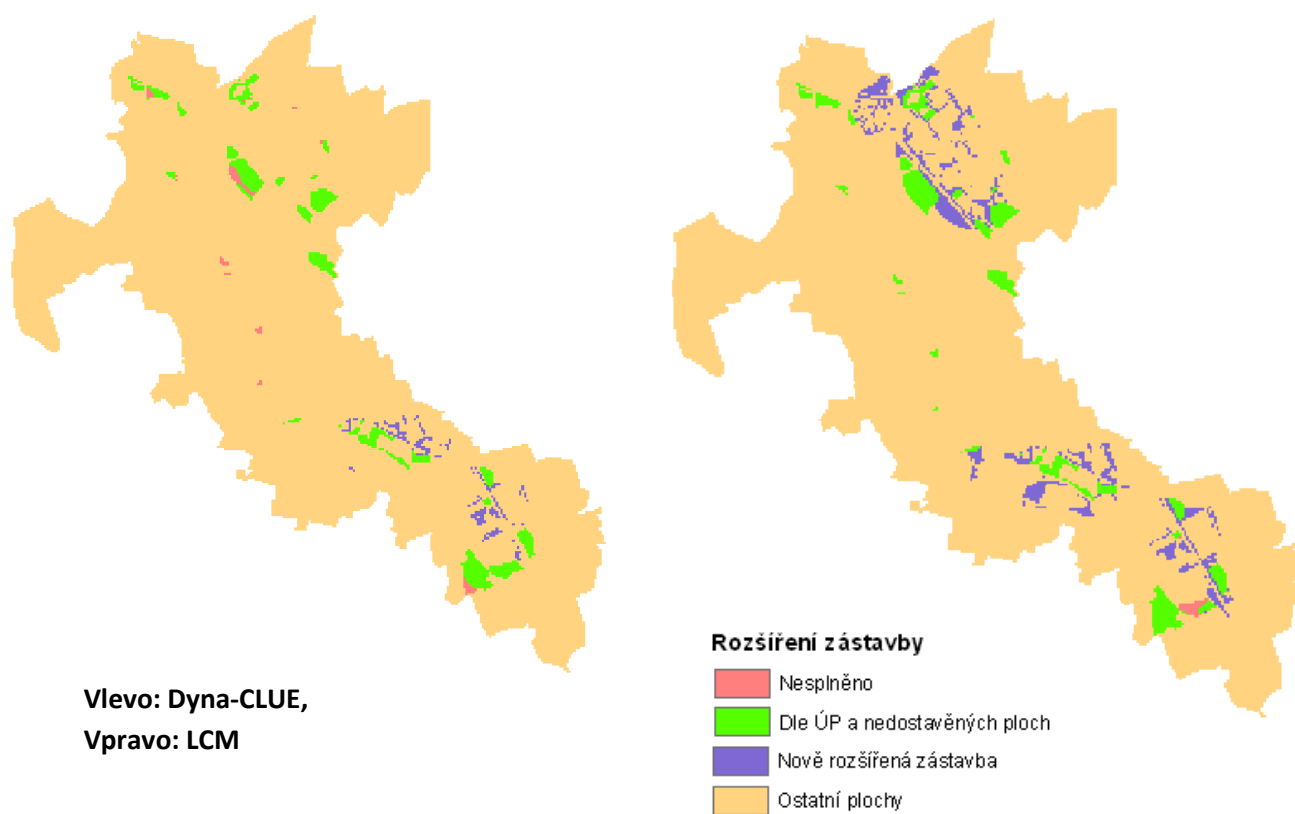 Vlevo: Dyna-CLUE,
Vpravo: LCM
Rozšíření zástavby
Nesplněno
Dle ÚP a nedostavěných ploch
Nově rozšířená zástavba
Ostatní plochy